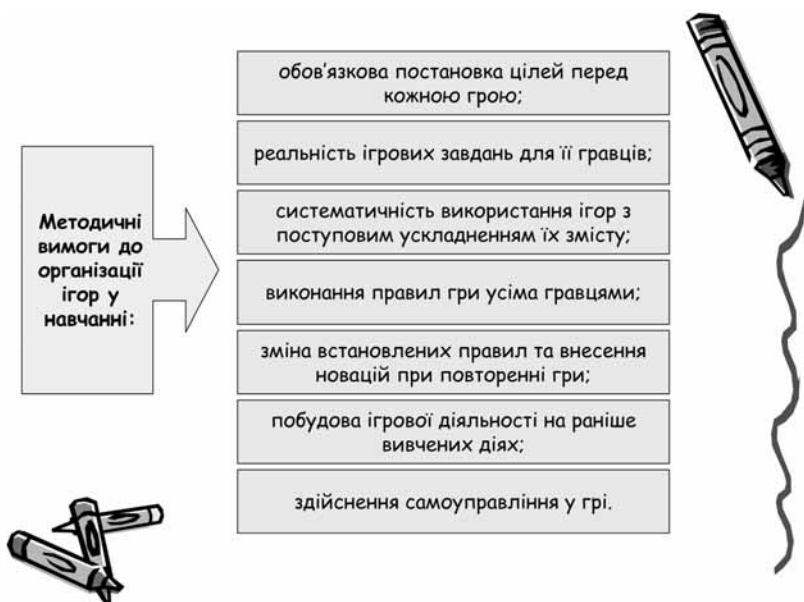 Методичні
вимоги до
організації
ігор у
навчанні:
обов’язкова постановка цілей перед
кожною грою;
реальність ігрових завдань для її гравців;
систематичність використання ігор з
поступовим ускладненням їх змісту;
виконання правил гри усіма гравцями;
зміна встановлених правил та внесення
новацій при повторенні гри;
побудова ігрової діяльності на раніше
вивчених діях;
здійснення самоуправління у грі.